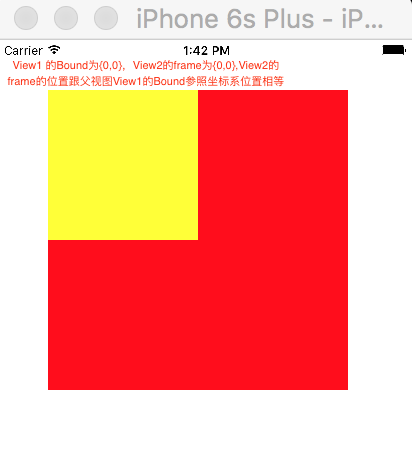 iPhone 6s Plus - iP...
Carrier 1:42 PM
View1 的Bound为{0,0}，View2的frame为{0,0},View2的
frame的位置跟父视图View1的Bound参照坐标系位置相等